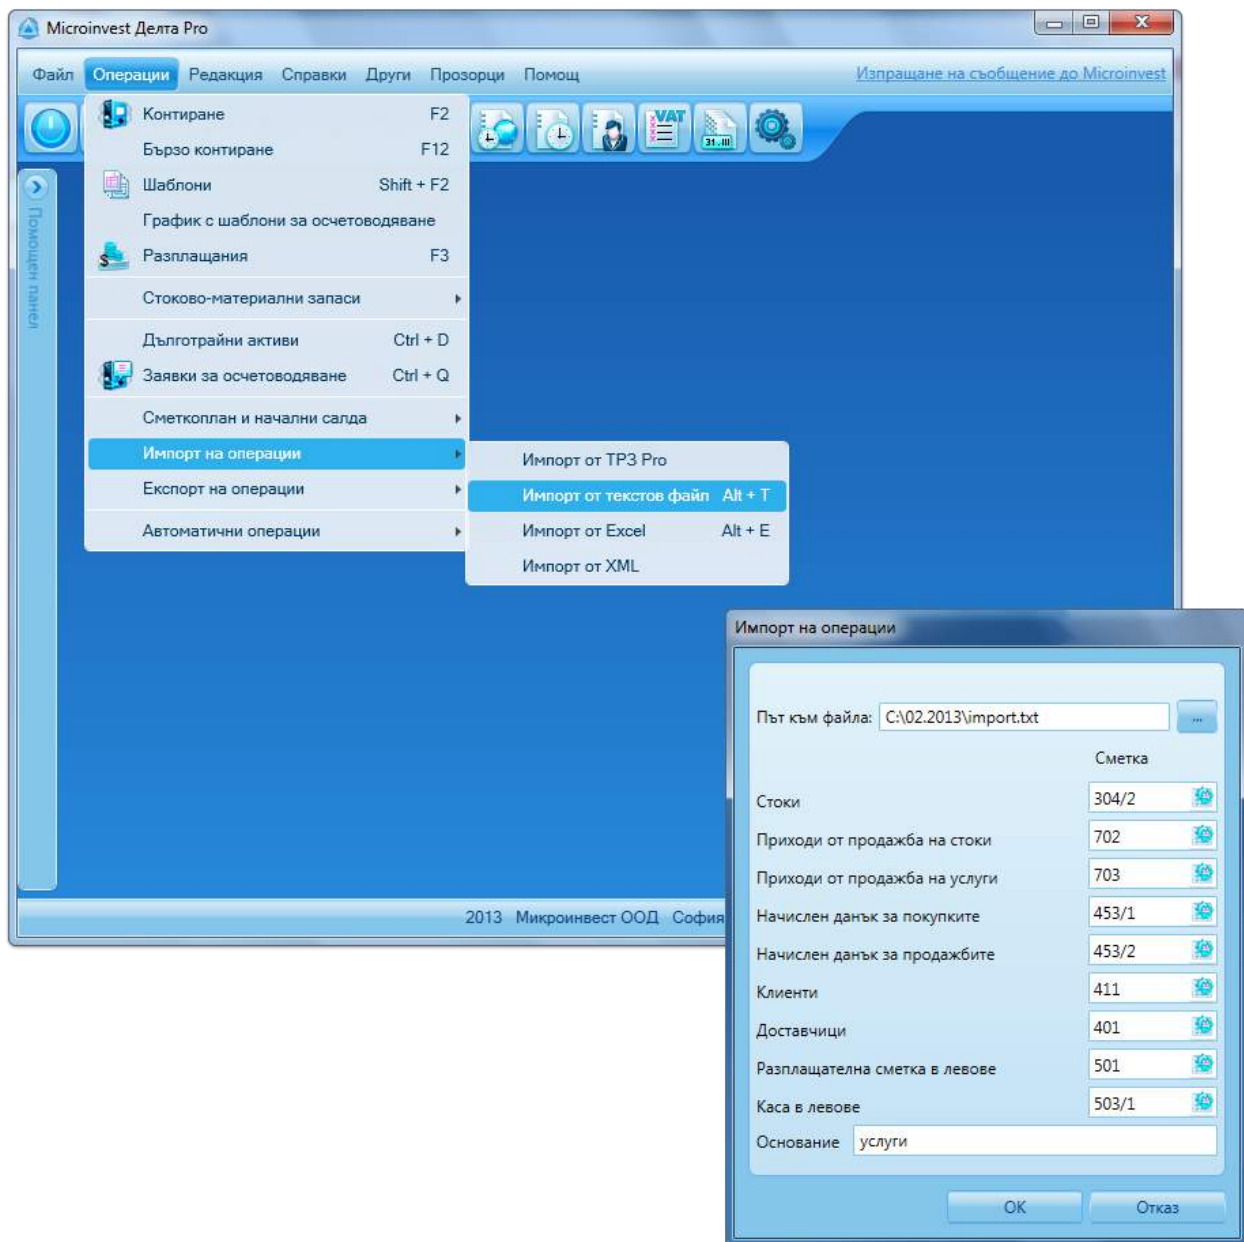 Microinvest Делта Pro
Файл Операции Редакция Справки Други Прозорци Помощ Изпращане на съобщение до Microinvest
VAT
31.III
Помощен панел
Контиране F2
Бързо контиране F12
Шаблони Shift + F2
График с шаблони за осчетоводяване
$ Разплащания F3
Стоково-материални запаси
Дълготрайни активи Ctrl + D
Заявки за осчетоводяване Ctrl + Q
Сметкоплан и начални салда
Импорт на операции
Експорт на операции
Автоматични операции
Импорт от ТРЗ Pro
Импорт от текстов файл Alt + T
Импорт от Excel Alt + E
Импорт от XML
2013 Микроинвест ООД София
Импорт на операции
Път към файла: C:\02.2013\import.txt ...
Сметка
Стоки 304/2
Приходи от продажба на стоки 702
Приходи от продажба на услуги 703
Начислен данък за покупките 453/1
Начислен данък за продажбите 453/2
Клиенти 411
Доставчици 401
Разплащателна сметка в левове 501
Каса в левове 503/1
Основание услуги
OK Отказ